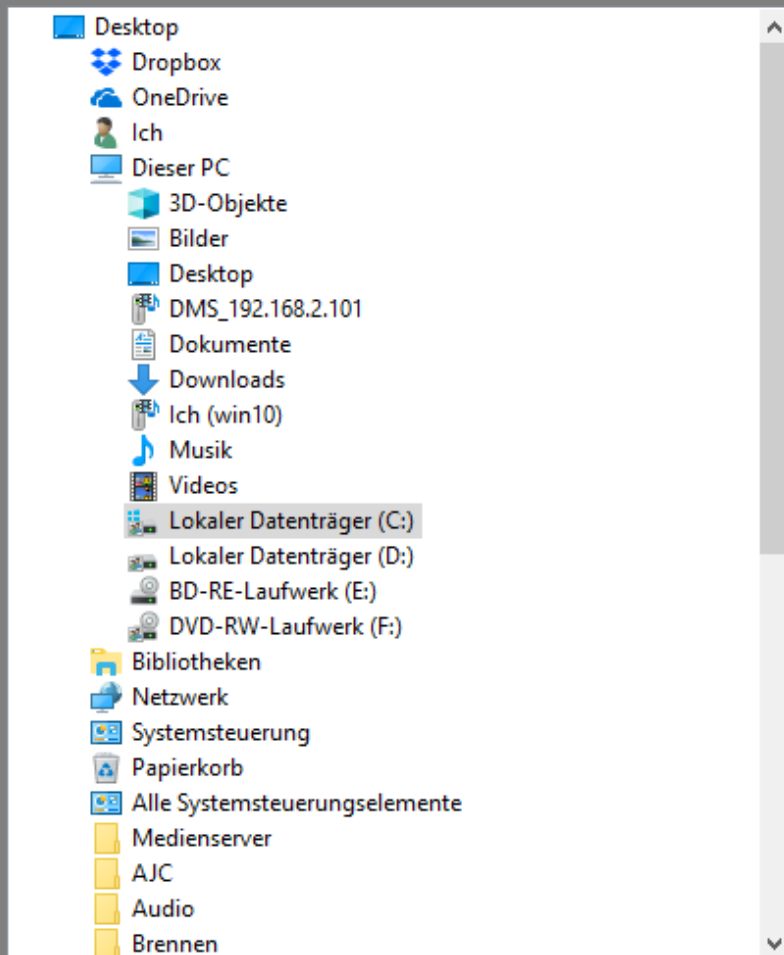 Desktop
Dropbox
OneDrive
Ich
Dieser PC
3D-Objekte
Bilder
Desktop
DMS_192.168.2.101
Dokumente
Downloads
Ich (win10)
Musik
Videos
Lokaler Datenträger (C:)
Lokaler Datenträger (D:)
BD-RE-Laufwerk (E:)
DVD-RW-Laufwerk (F:)
Bibliotheken
Netzwerk
Systemsteuerung
Papierkorb
Alle Systemsteuerungselemente
Medienserver
AJC
Audio
Brennen